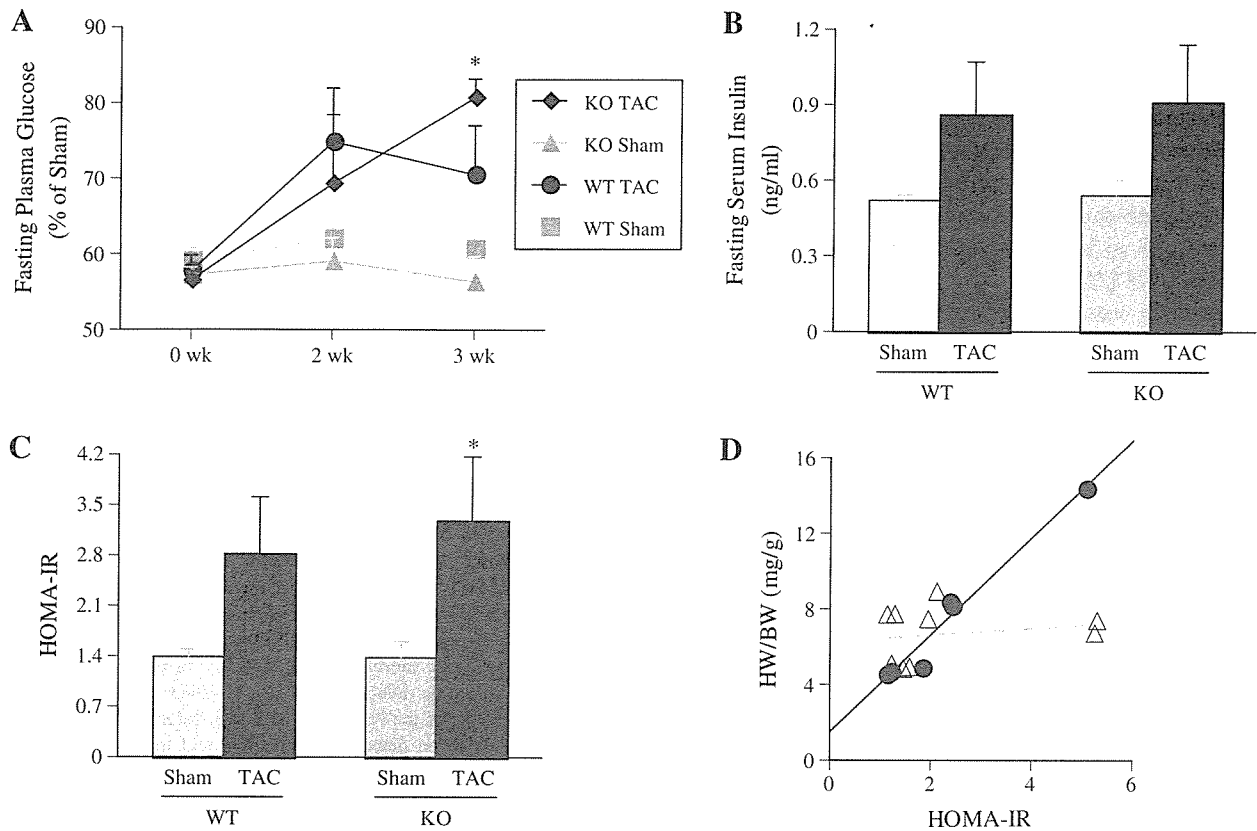 A
90
80
70
60
50
Fasting Plasma Glucose
(% of Sham)
*
0 wk
2 wk
3 wk
KO TAC
KO Sham
WT TAC
WT Sham
B
1.2
0.9
0.6
0.3
0
Fasting Serum Insulin
(ng/ml)
Sham
TAC
Sham
TAC
WT
KO
C
4.2
3.5
2.8
2.1
1.4
0.7
0
HOMA-IR
*
Sham
TAC
Sham
TAC
WT
KO
D
16
12
8
4
0
HW/BW (mg/g)
0
2
4
6
HOMA-IR